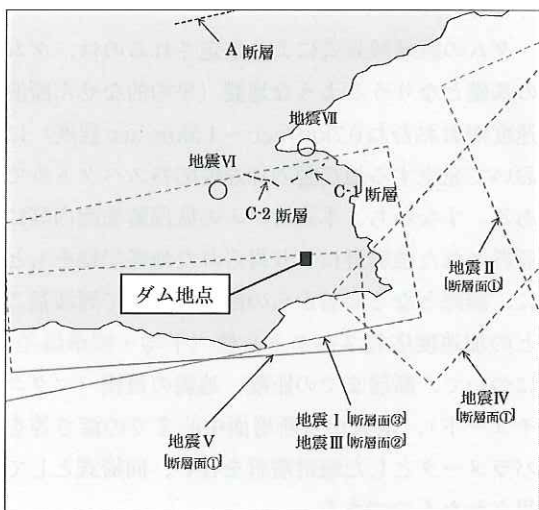 A 断層
地震Ⅶ
地震Ⅵ
C-1 断層
C-2 断層
ダム地点
地震Ⅱ
[断層面①]
地震Ⅳ
[断層面①]
地震Ⅴ
[断層面①]
地震Ⅰ[断層面②]
地震Ⅲ[断層面②]